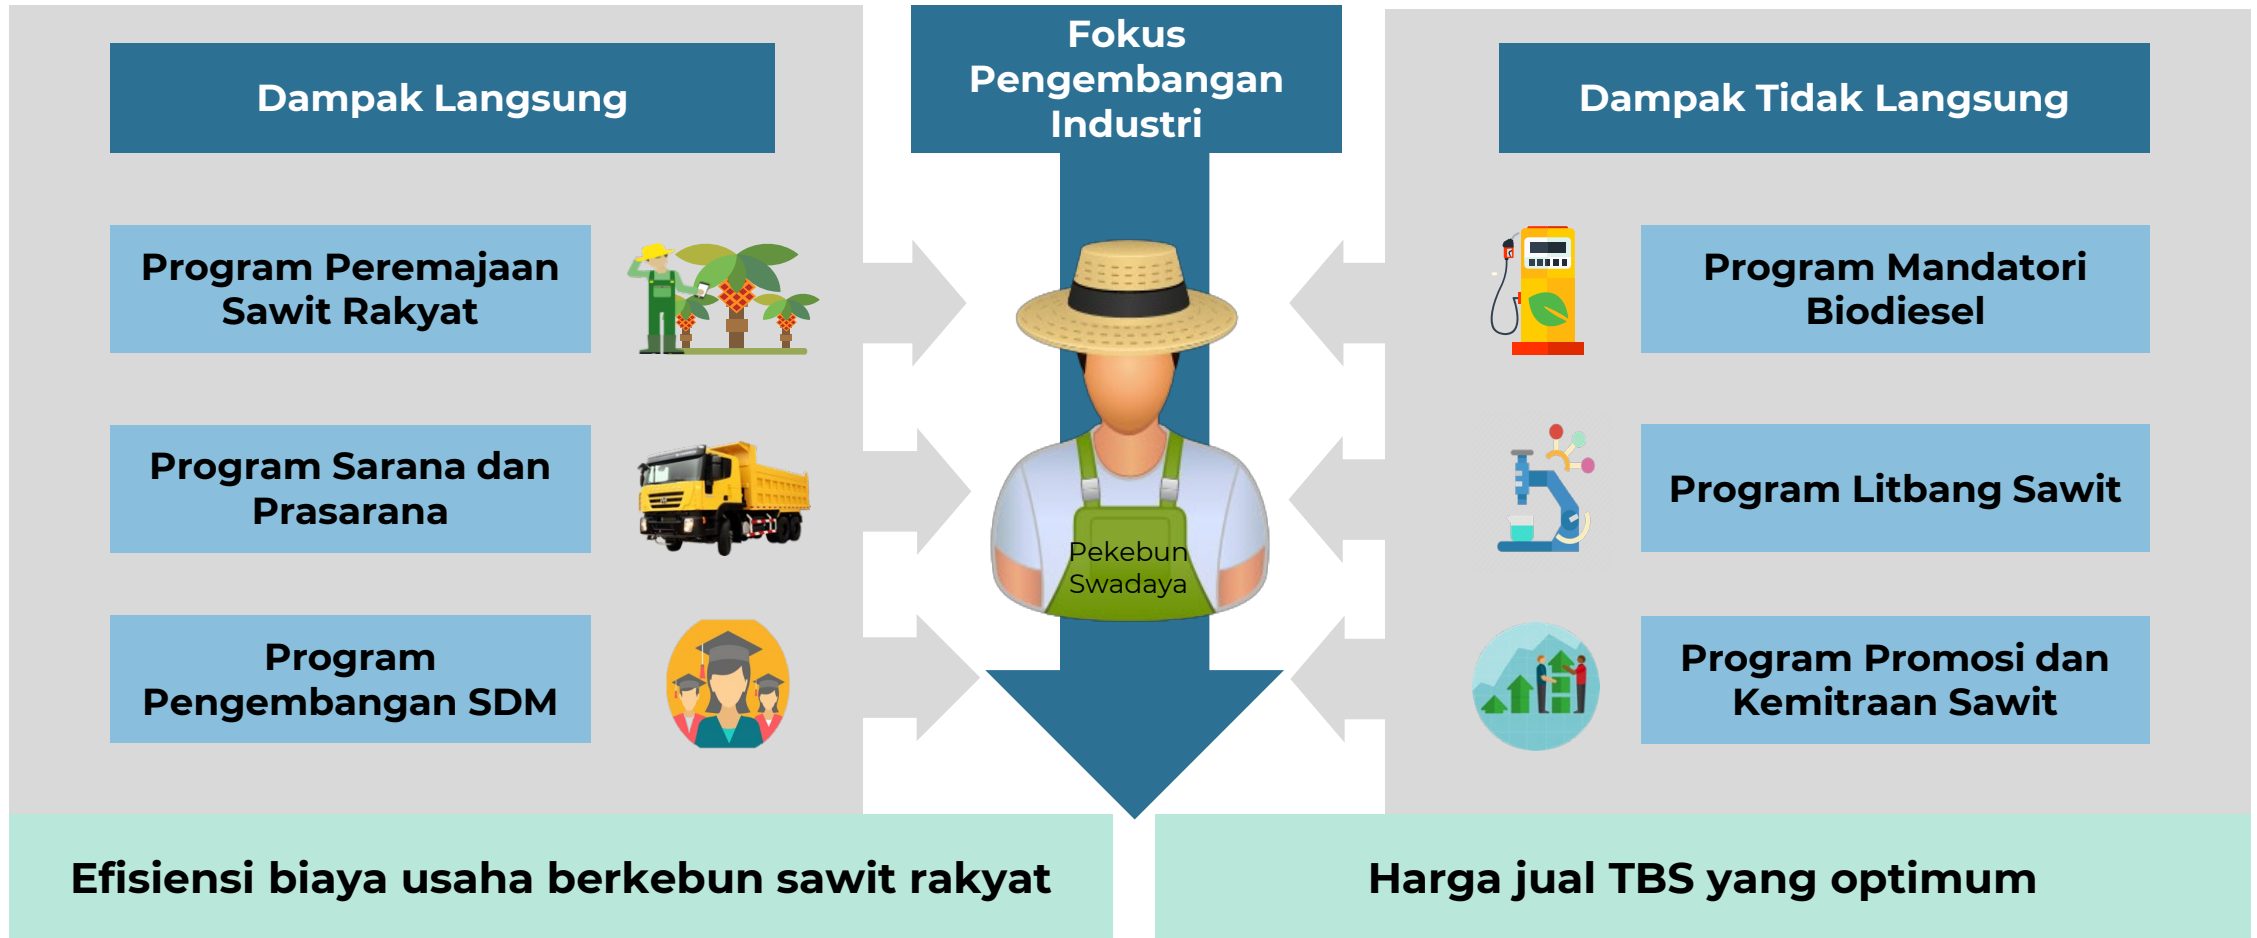 Dampak Langsung
Program Peremajaan
Sawit Rakyat
Program Sarana dan
Prasarana
Program
Pengembangan SDM
Fokus
Pengembangan
Industri
Pekebun
Swadaya
Dampak Tidak Langsung
Program Mandatori
Biodiesel
Program Litbang Sawit
Program Promosi dan
Kemitraan Sawit
Efisiensi biaya usaha berkebun sawit rakyat
Harga jual TBS yang optimum